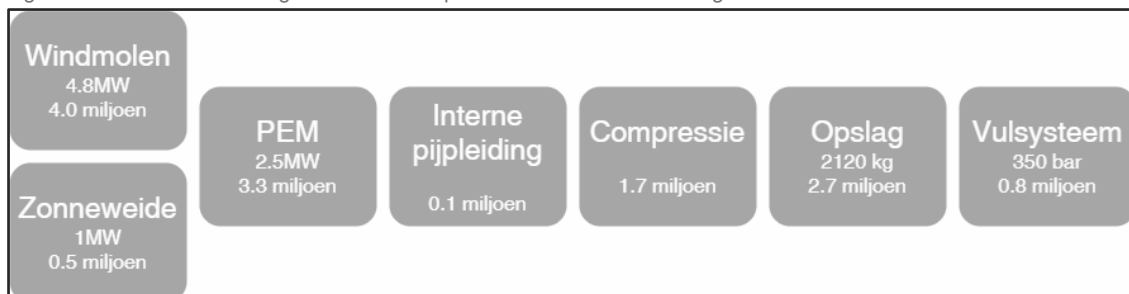 Windmolen
4.8MW
4.0 miljoen
Zonneweide
1MW
0.5 miljoen
PEM
2.5MW
3.3 miljoen
Interne
pijpleiding
0.1 miljoen
Compressie
1.7 miljoen
Opslag
2120 kg
2.7 miljoen
Vulsysteem
350 bar
0.8 miljoen